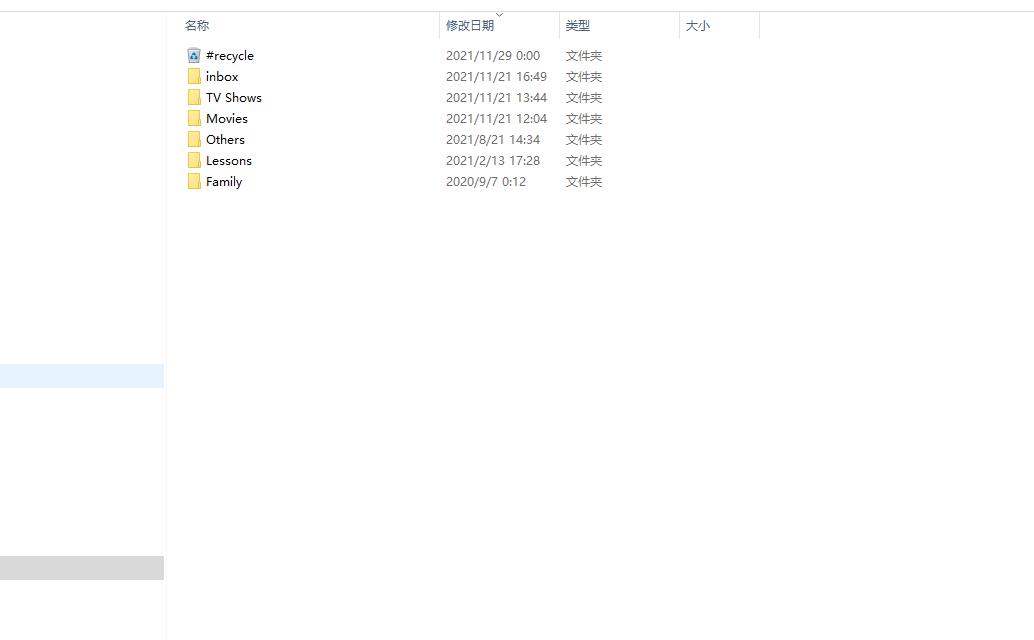 名称 修改日期 类型 大小
#recycle 2021/11/29 0:00 文件夹
inbox 2021/11/21 16:49 文件夹
TV Shows 2021/11/21 13:44 文件夹
Movies 2021/11/21 12:04 文件夹
Others 2021/8/21 14:34 文件夹
Lessons 2021/2/13 17:28 文件夹
Family 2020/9/7 0:12 文件夹